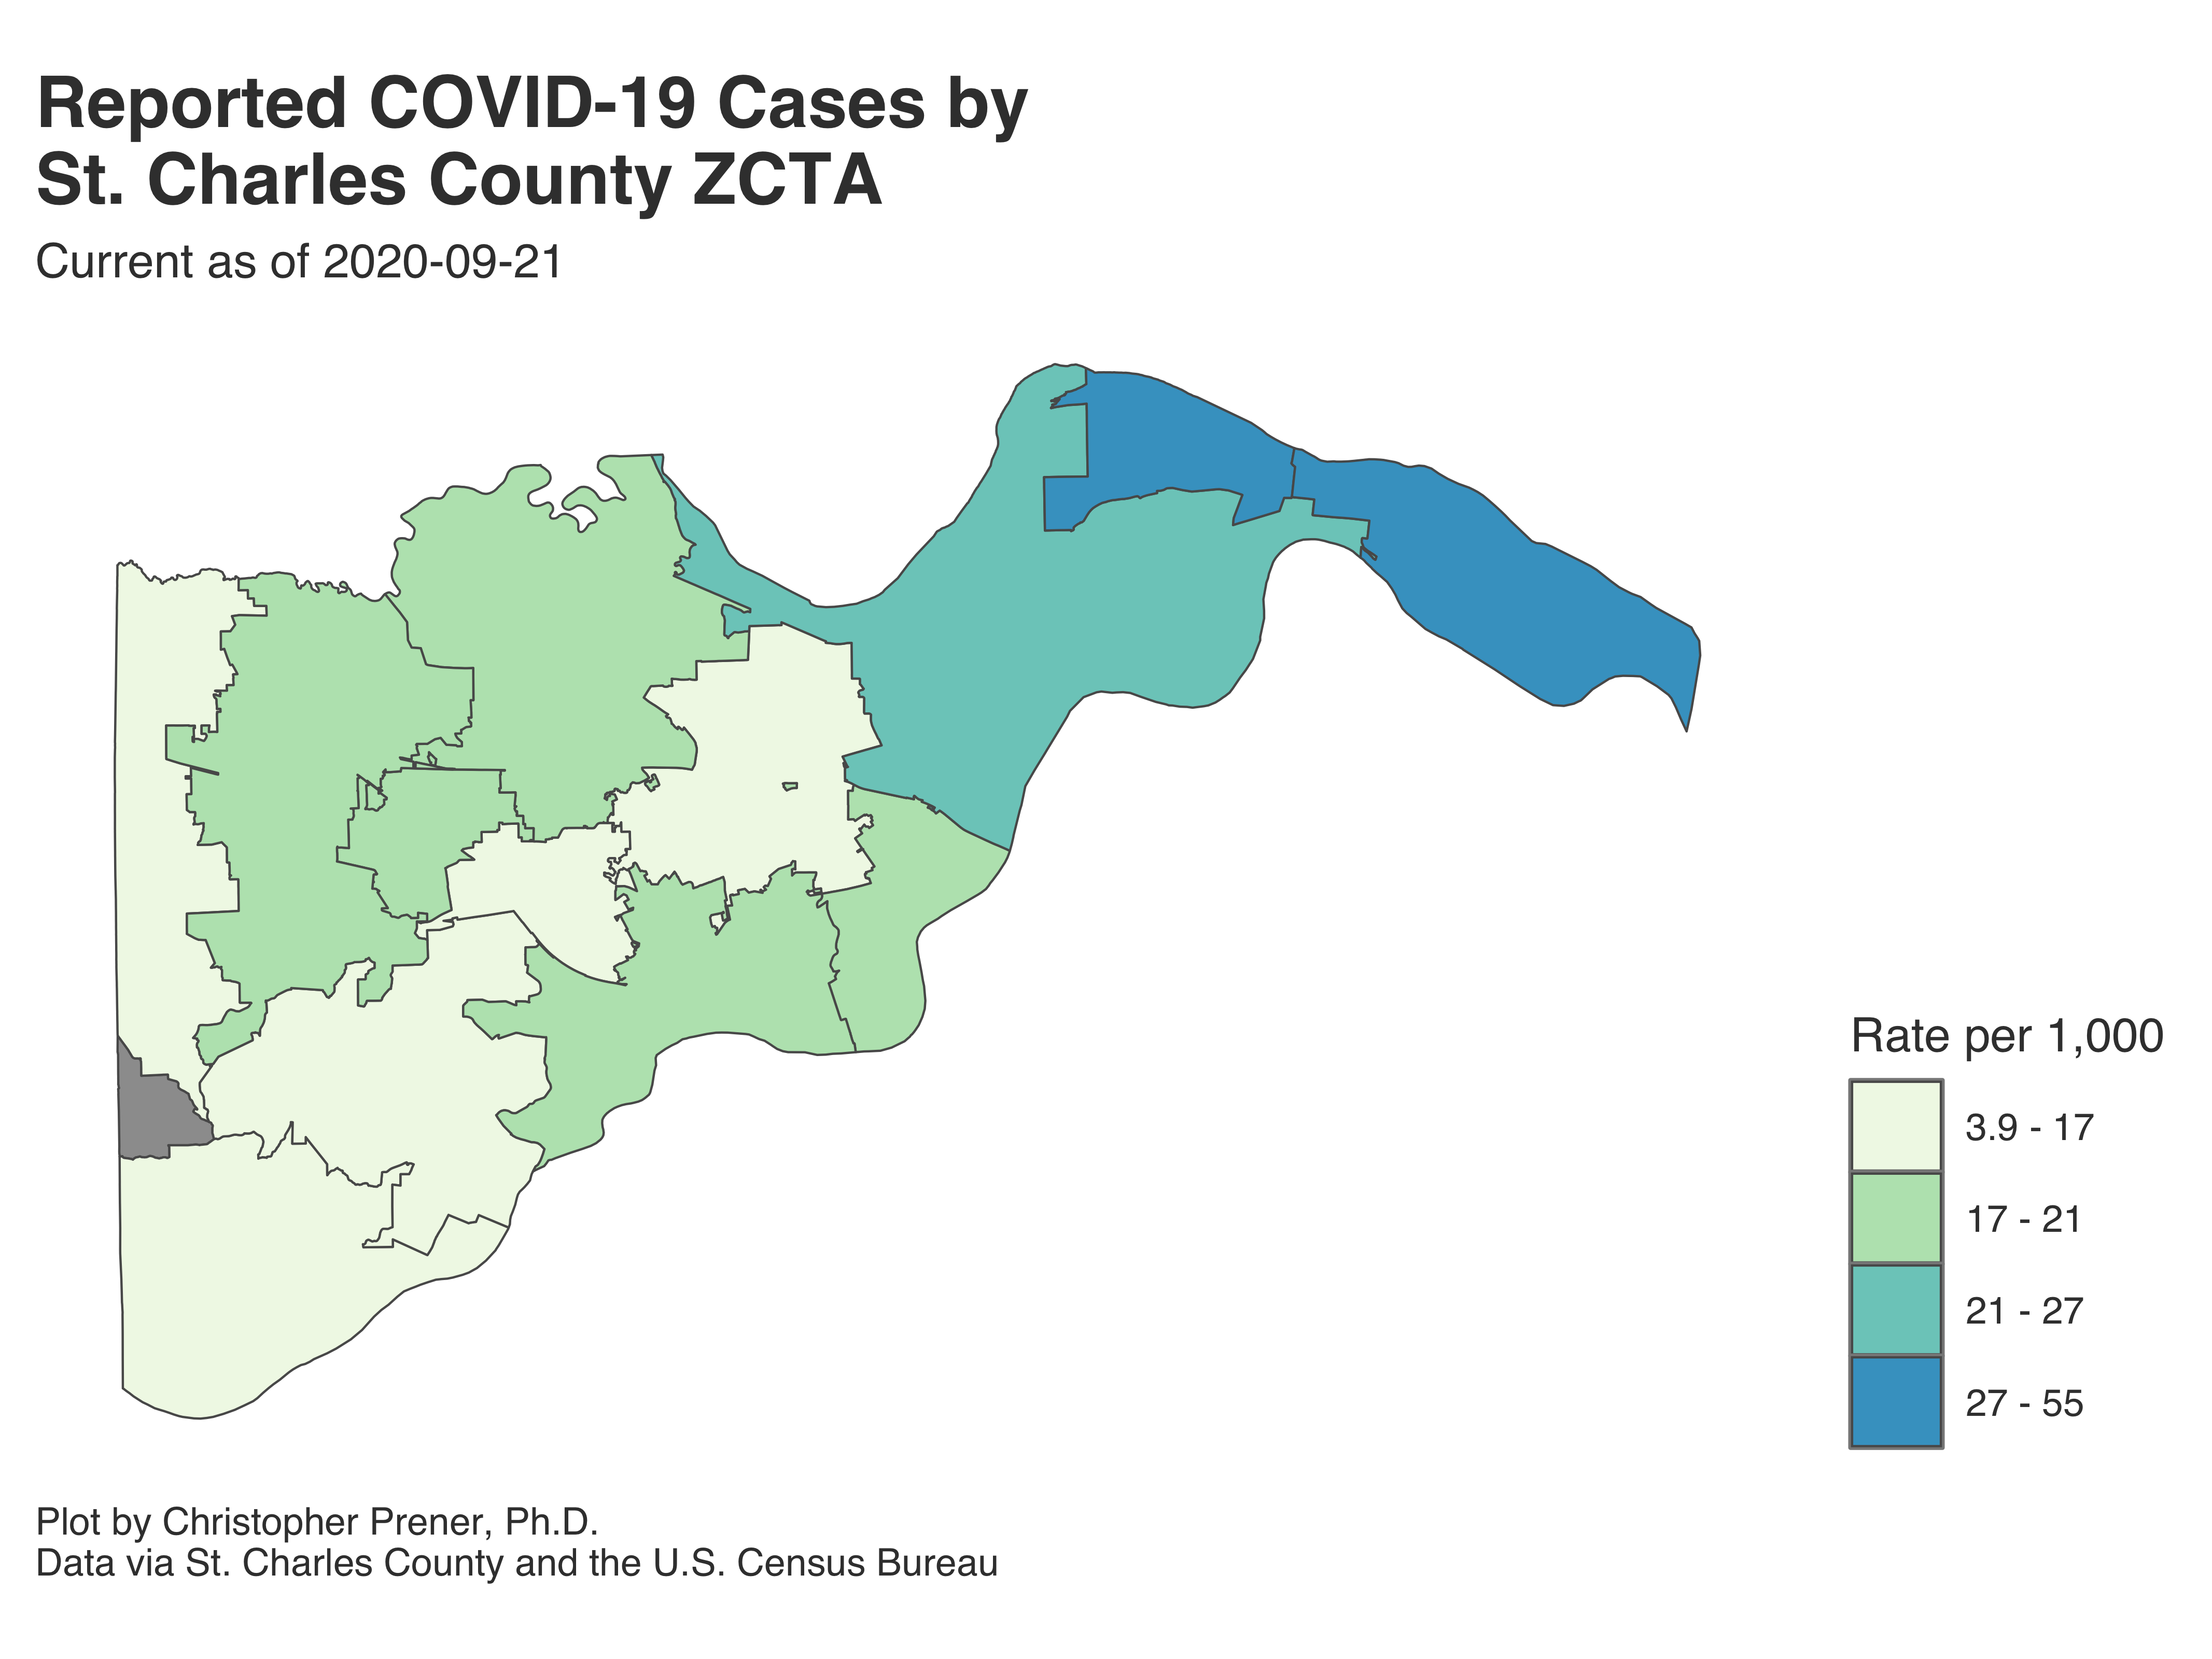 Reported COVID-19 Cases by
St. Charles County ZCTA
Current as of 2020-09-21
Rate per 1,000
3.9 - 17
17 - 21
21 - 27
27 - 55
Plot by Christopher Prener, Ph.D.
Data via St. Charles County and the U.S. Census Bureau